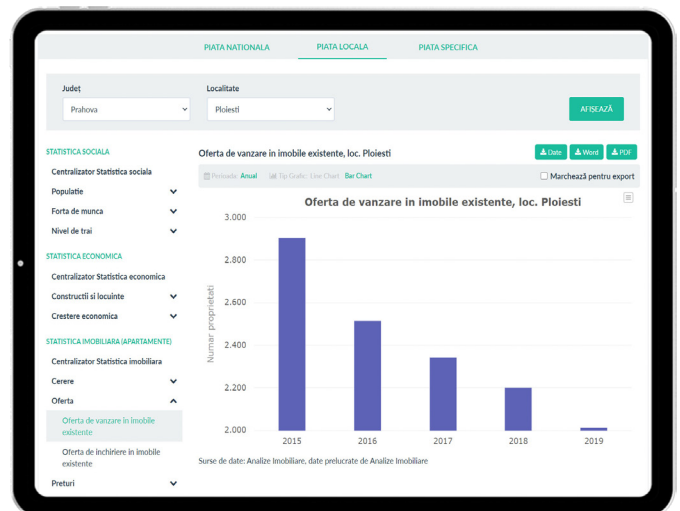 PIATA NATIONALA PIATA LOCALA PIATA SPECIFICA
Județ Localitate
Prahova Ploiesti AFIȘEAZĂ
STATISTICA SOCIALA
Centralizator Statistica sociala
Populatie
Forta de munca
Nivel de trai
STATISTICA ECONOMICA
Centralizator Statistica economica
Constructii si locuinte
Crestere economica
STATISTICA IMOBILIARA (APARTAMENTE)
Centralizator Statistica imobiliara
Cerere
Oferta
Oferta de vanzare in imobile
existente
Oferta de inchiriere in imobile
existente
Preturi
Oferta de vanzare in imobile existente, loc. Ploiesti
Date Word PDF
Perioada: Anual Tip Grafic: Line Chart Bar Chart Marchează pentru export
Oferta de vanzare in imobile existente, loc. Ploiesti
Numar proprietati
3.000
2.800
2.600
2.400
2.200
2.000
2015 2016 2017 2018 2019
Surse de date: Analize Imobiliare, date prelucrate de Analize Imobiliare